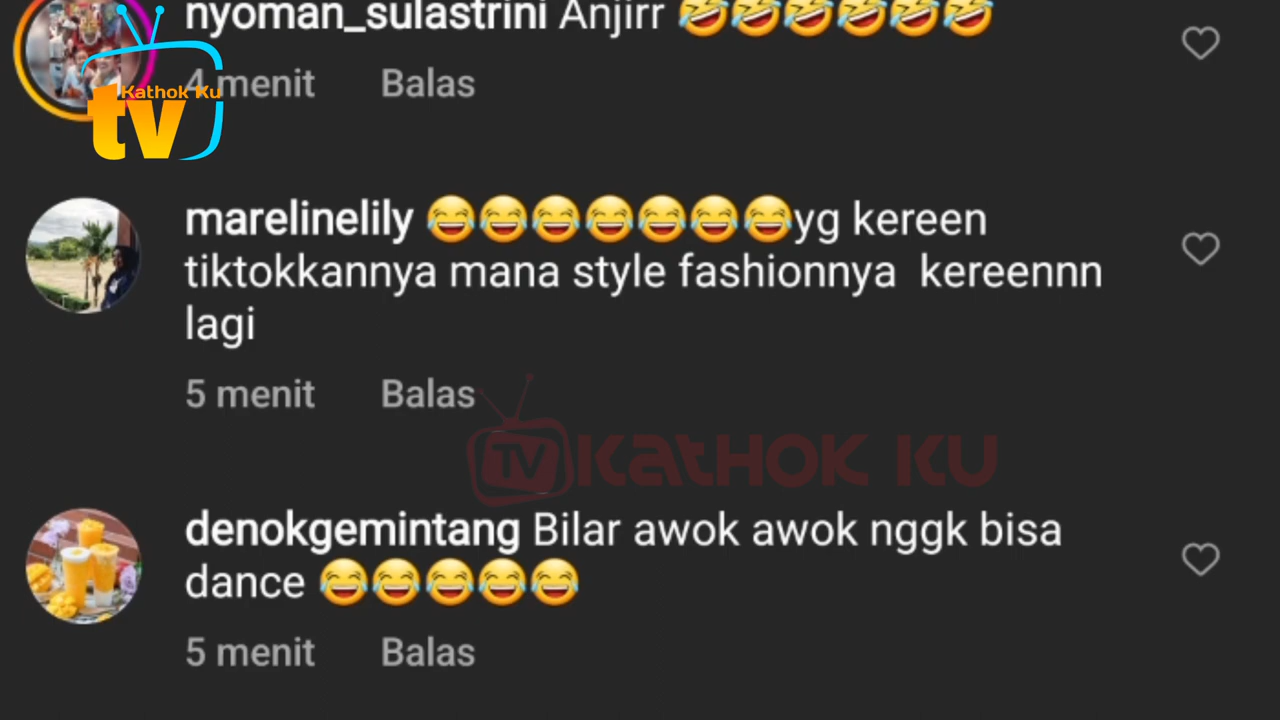 nyoman_sulastrini Anjirr 🤣🤣🤣🤣🤣🤣
4 menit Balas
Kathok Ku
tv
marelinelily 😂😂😂😂😂😂😂yg kereen
tiktokkannya mana style fashionnya kereennn
lagi
5 menit Balas
TV KATHOK KU
denokgemintang Bilar awok awok nggk bisa
dance 😂😂😂😂😂
5 menit Balas